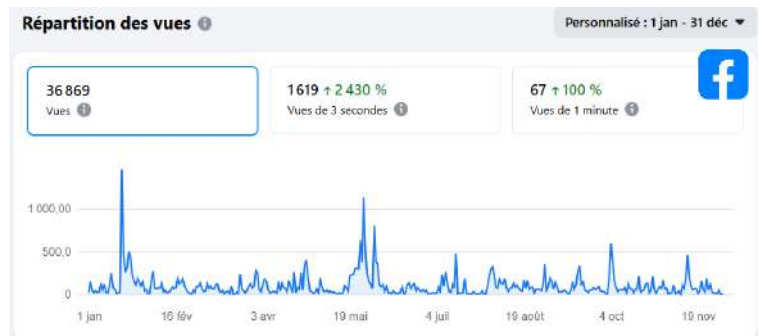 Répartition des vues
Personnalisé : 1 jan - 31 déc
36 869
Vues
1 619 ↑ 2 430 %
Vues de 3 secondes
67 ↑ 100 %
Vues de 1 minute
1 000,00
500,0
0
1 jan
16 fév
3 avr
19 mai
4 juil
19 août
4 oct
19 nov